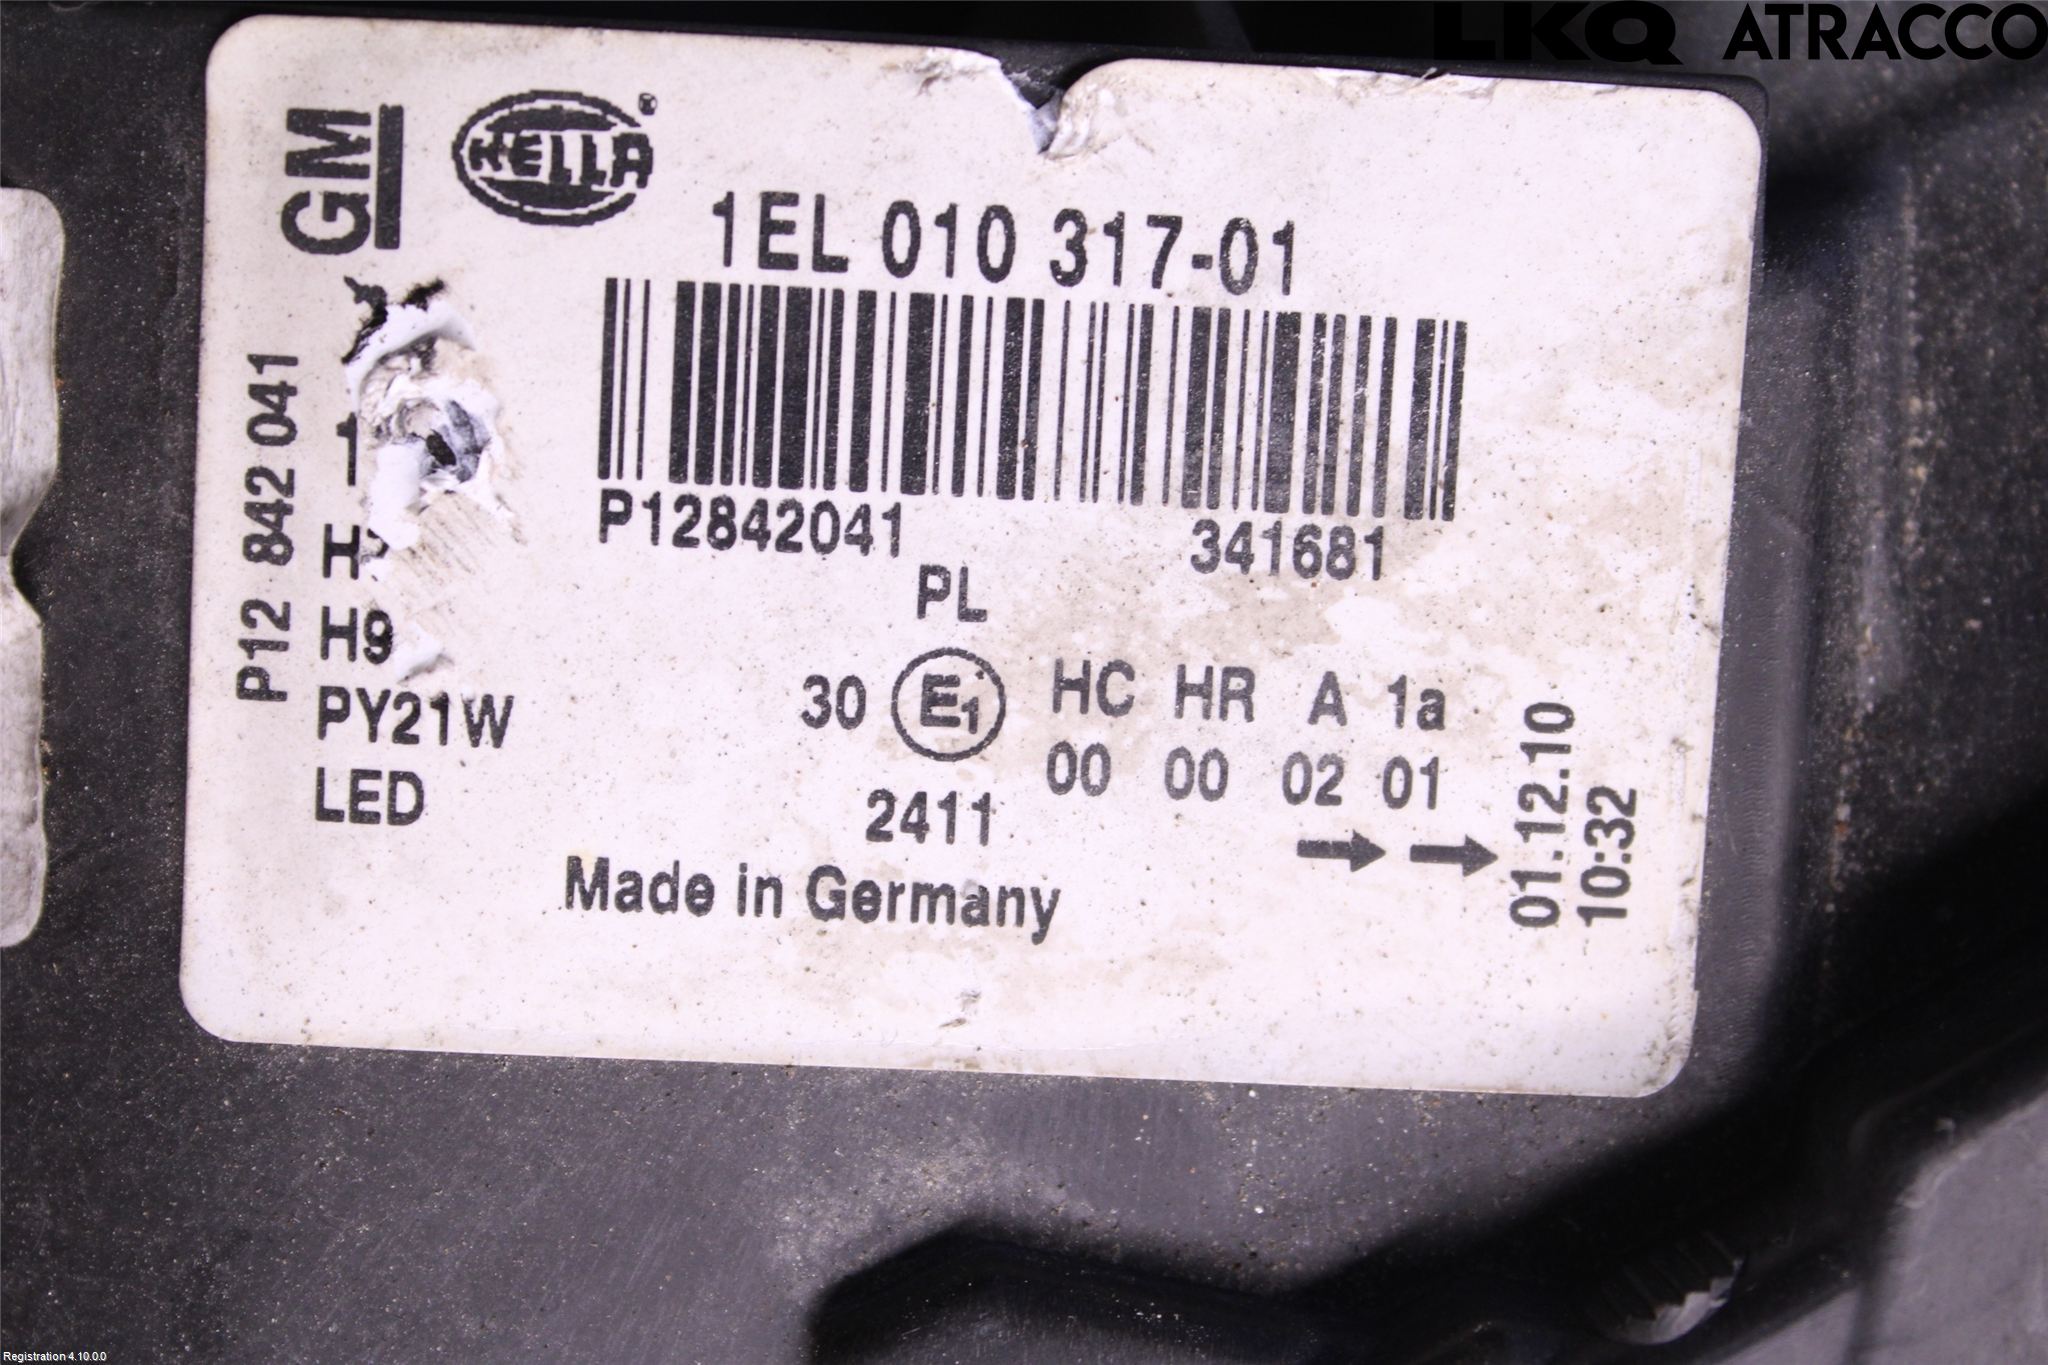 LKQ ATRACCO
GM
HELLA®
1EL 010 317-01
P12842041 341681
P12 842 041
H9
PY21W
LED
PL
30 E1 HC HR A 1a
00 00 02 01
2411
Made in Germany
01.12.10
10:32
Registration 4.10.0.0